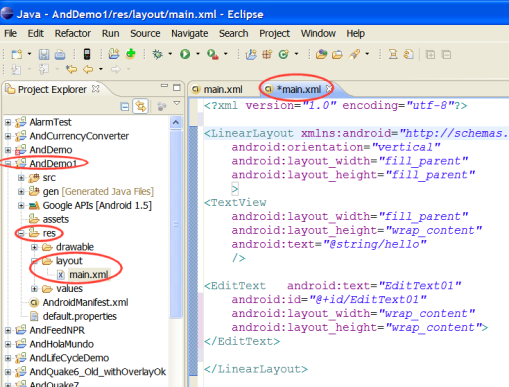 Java - AndDemo1/res/layout/main.xml - Eclipse
File Edit Refactor Run Source Navigate Search Project Window Help
Project Explorer
main.xml
*main.xml
AlarmTest
AndCurrencyConverter
AndDemo
AndDemo1
src
gen [Generated Java Files]
Google APIs [Android 1.5]
assets
res
drawable
layout
main.xml
values
AndroidManifest.xml
default.properties
AndFeedNPR
AndHolaMundo
AndLifeCycleDemo
AndQuake6_Old_withOverlayOk
AndQuake7
<?xml version="1.0" encoding="utf-8"?>
<LinearLayout xmlns:android="http://schemas.
android:orientation="vertical"
android:layout_width="fill_parent"
android:layout_height="fill_parent"
>
<TextView
android:layout_width="fill_parent"
android:layout_height="wrap_content"
android:text="@string/hello"
/>
<EditText android:text="EditText01"
android:id="@+id/EditText01"
android:layout_width="wrap_content"
android:layout_height="wrap_content">
</EditText>
</LinearLayout>